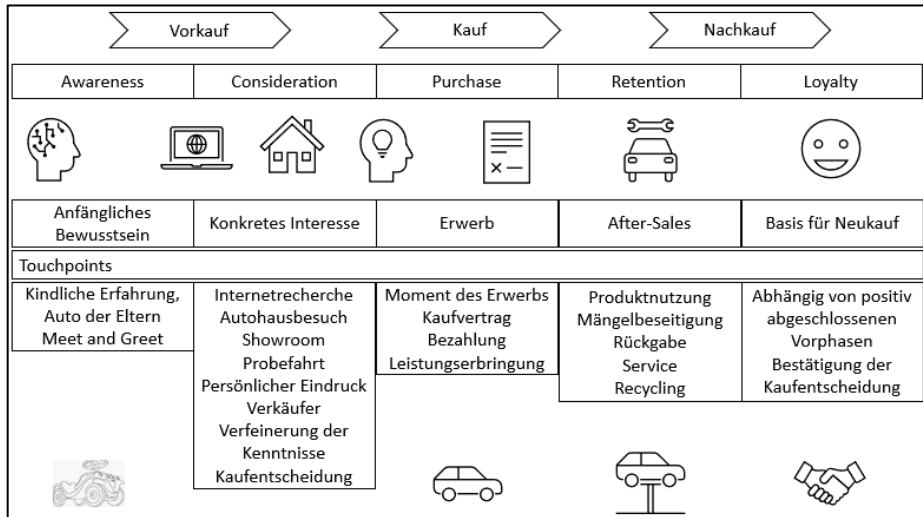 Vorkauf
Kauf
Nachkauf
Awareness
Consideration
Purchase
Retention
Loyalty
Anfängliches
Bewusstsein
Konkretes Interesse
Erwerb
After-Sales
Basis für Neukauf
Touchpoints
Kindliche Erfahrung,
Auto der Eltern
Meet and Greet
Internetrecherche
Autohausbesuch
Showroom
Probefahrt
Persönlicher Eindruck
Verkäufer
Verfeinerung der
Kenntnisse
Kaufentscheidung
Moment des Erwerbs
Kaufvertrag
Bezahlung
Leistungserbringung
Produktnutzung
Mängelbeseitigung
Rückgabe
Service
Recycling
Abhängig von positiv
abgeschlossenen
Vorphasen
Bestätigung der
Kaufentscheidung